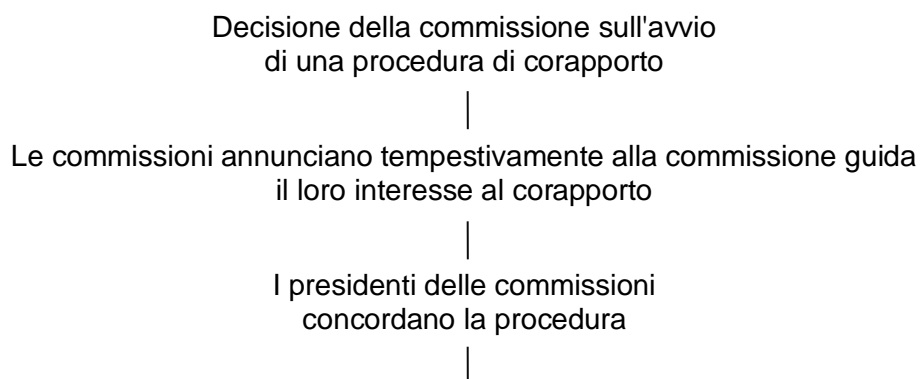 Decisione della commissione sull'avvio
di una procedura di corapporto
Le commissioni annunciano tempestivamente alla commissione guida
il loro interesse al corapporto
I presidenti delle commissioni
concordano la procedura